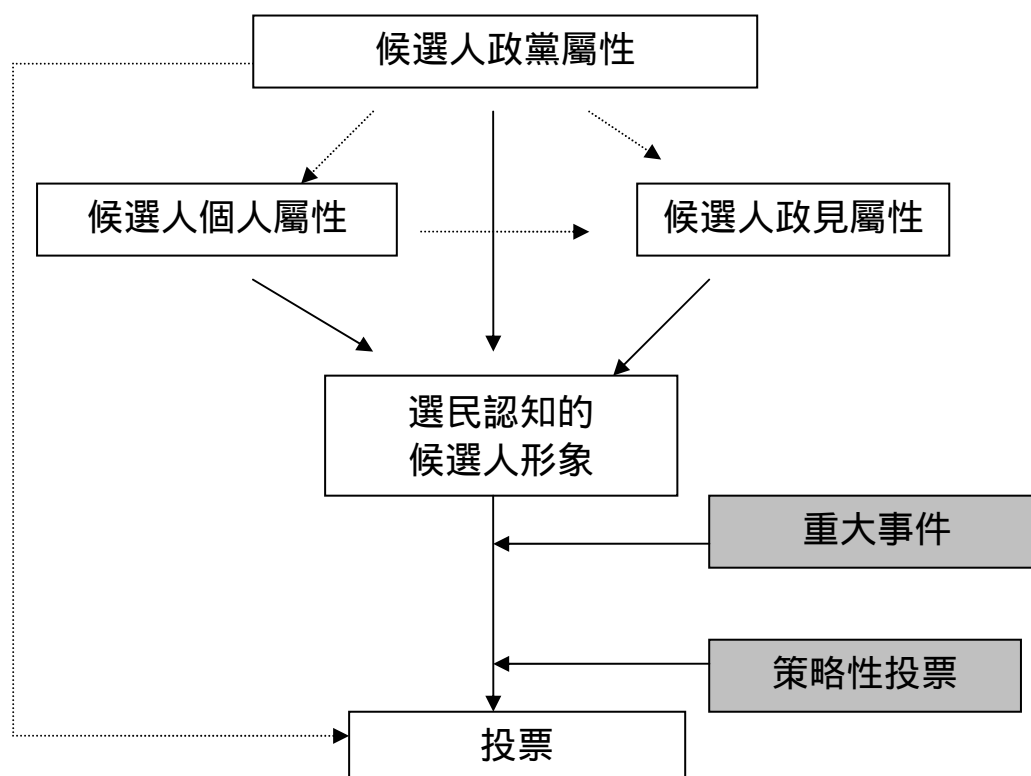 候選人政黨屬性
候選人個人屬性
候選人政見屬性
選民認知的
候選人形象
重大事件
策略性投票
投票